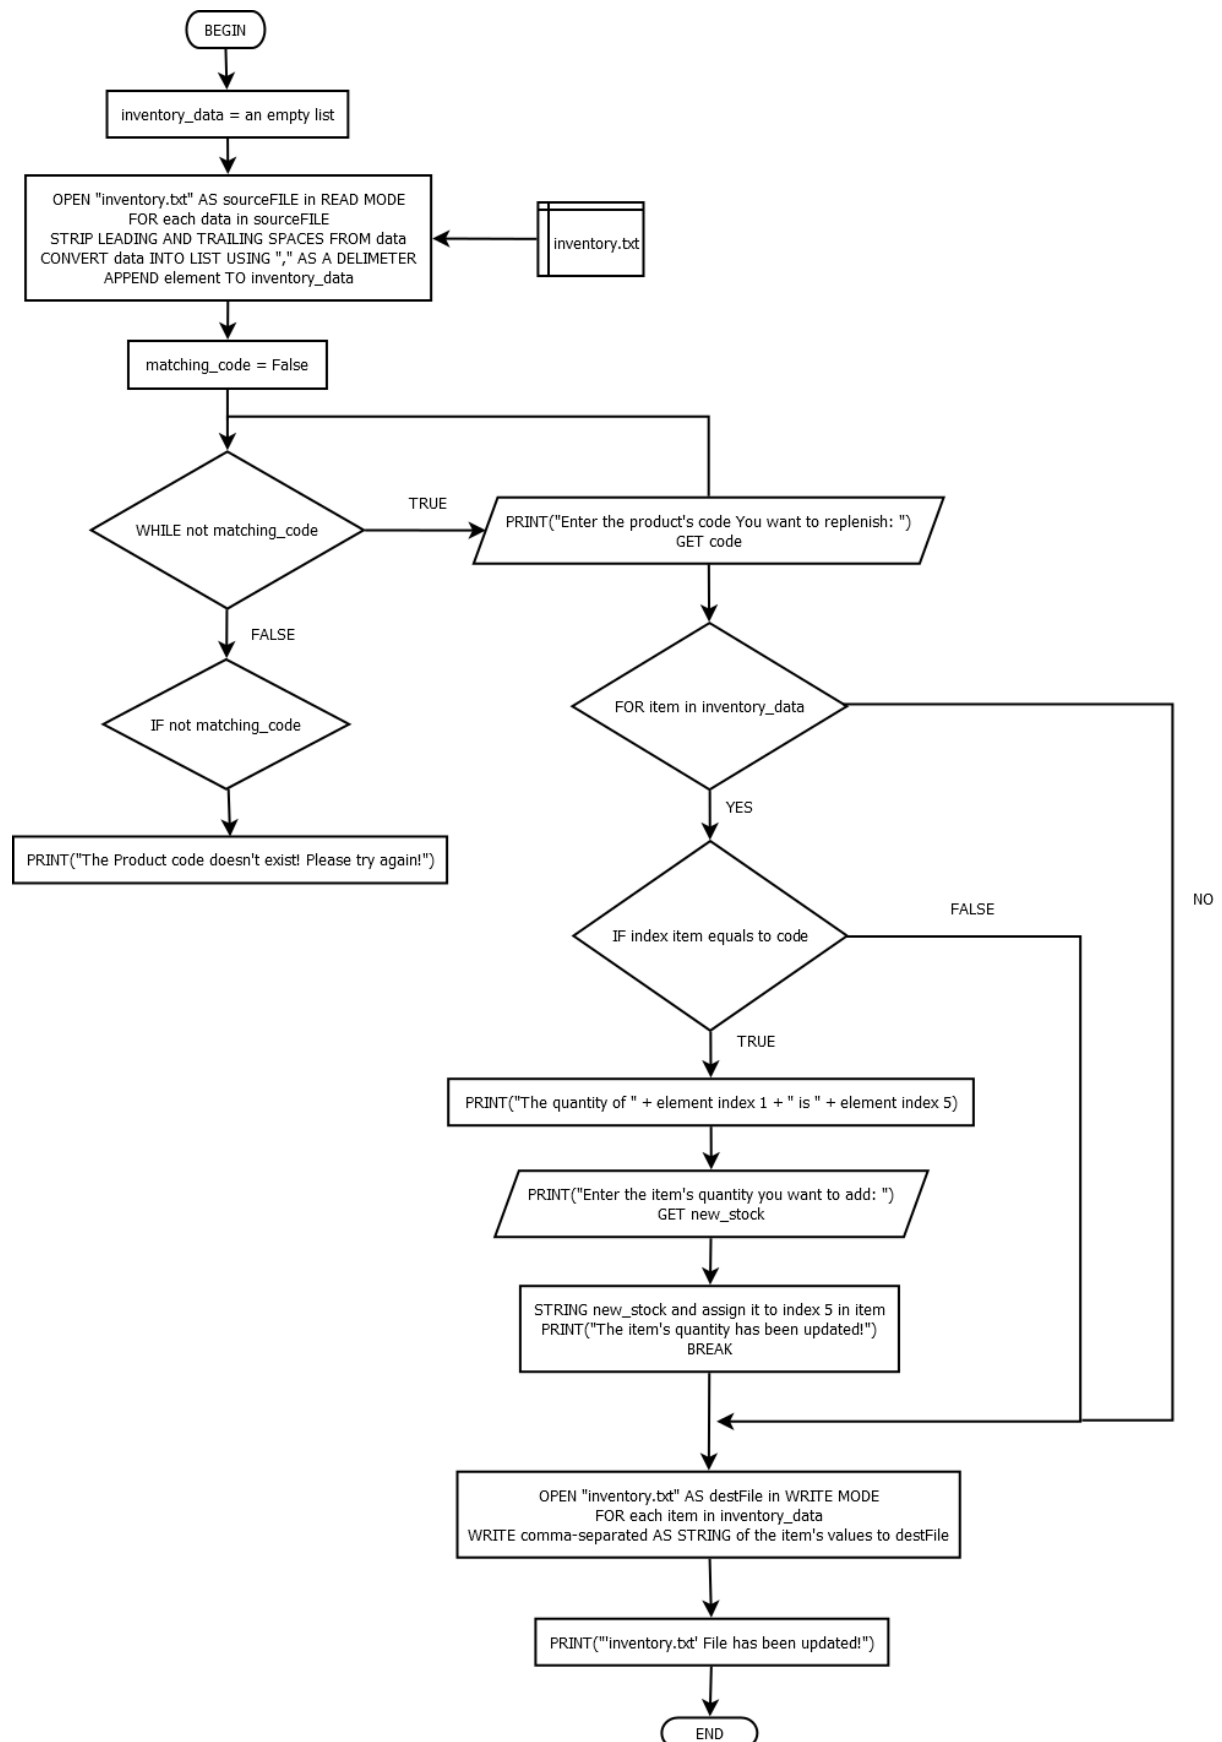 BEGIN
inventory_data = an empty list
OPEN "inventory.txt" AS sourceFILE in READ MODE
FOR each data in sourceFILE
STRIP LEADING AND TRAILING SPACES FROM data
CONVERT data INTO LIST USING "," AS A DELIMETER
APPEND element TO inventory_data
inventory.txt
matching_code = False
WHILE not matching_code
TRUE
PRINT("Enter the product's code You want to replenish: ")
GET code
FALSE
IF not matching_code
PRINT("The Product code doesn't exist! Please try again!")
FOR item in inventory_data
YES
NO
IF index item equals to code
FALSE
TRUE
PRINT("The quantity of " + element index 1 + " is " + element index 5)
PRINT("Enter the item's quantity you want to add: ")
GET new_stock
STRING new_stock and assign it to index 5 in item
PRINT("The item's quantity has been updated!")
BREAK
OPEN "inventory.txt" AS destFile in WRITE MODE
FOR each item in inventory_data
WRITE comma-separated AS STRING of the item's values to destFile
PRINT("'inventory.txt' File has been updated!")
END